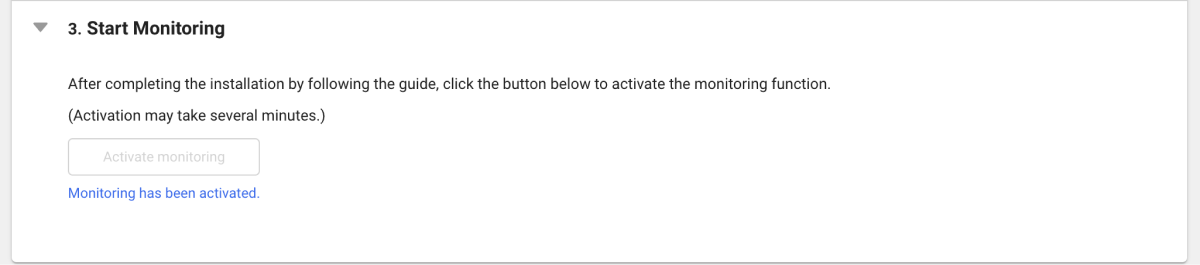 3. Start Monitoring
After completing the installation by following the guide, click the button below to activate the monitoring function.
(Activation may take several minutes.)
Activate monitoring
Monitoring has been activated.